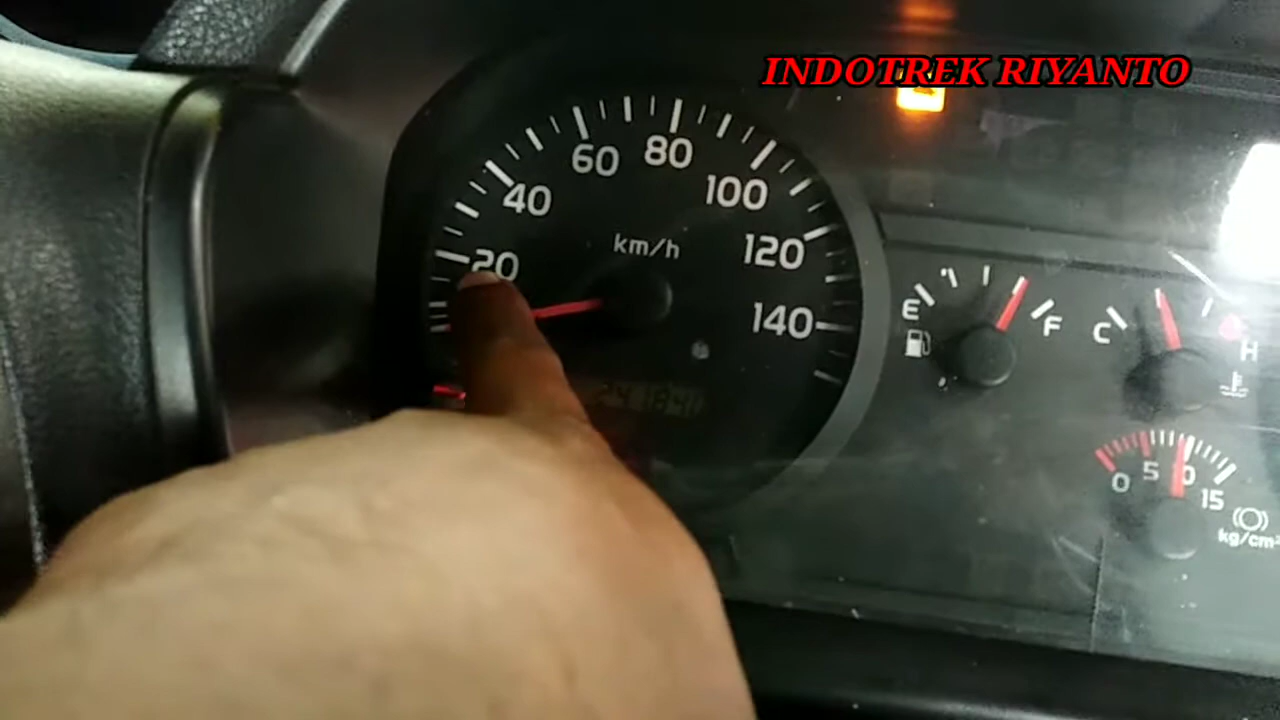 INDOTREK RIYANTO
60 80
40 100
km/h
20 120
140
E F
C H
0 5 10 15
kg/cm²